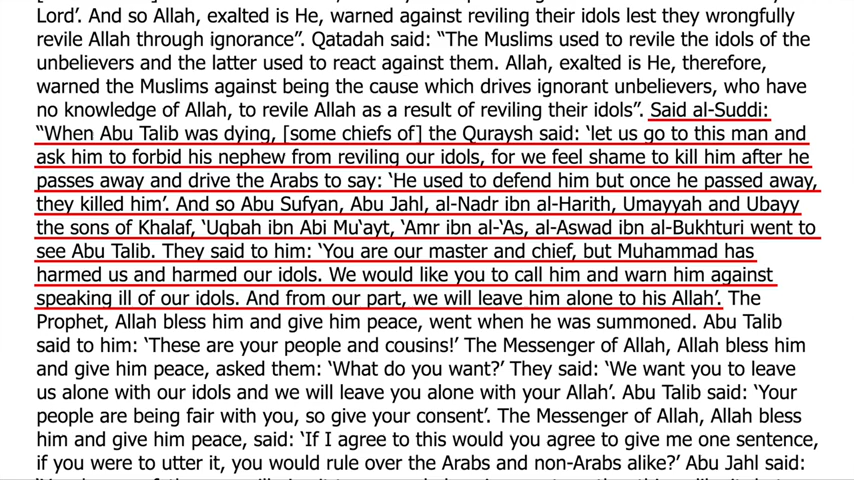 Lord’. And so Allah, exalted is He, warned against reviling their idols lest they wrongfully
revile Allah through ignorance”. Qatadah said: “The Muslims used to revile the idols of the
unbelievers and the latter used to react against them. Allah, exalted is He, therefore,
warned the Muslims against being the cause which drives ignorant unbelievers, who have
no knowledge of Allah, to revile Allah as a result of reviling their idols”. Said al-Suddi:
“When Abu Talib was dying, [some chiefs of] the Quraysh said: ‘let us go to this man and
ask him to forbid his nephew from reviling our idols, for we feel shame to kill him after he
passes away and drive the Arabs to say: ‘He used to defend him but once he passed away,
they killed him’. And so Abu Sufyan, Abu Jahl, al-Nadr ibn al-Harith, Umayyah and Ubayy
the sons of Khalaf, ‘Uqbah ibn Abi Mu‘ayt, ‘Amr ibn al-‘As, al-Aswad ibn al-Bukhturi went to
see Abu Talib. They said to him: ‘You are our master and chief, but Muhammad has
harmed us and harmed our idols. We would like you to call him and warn him against
speaking ill of our idols. And from our part, we will leave him alone to his Allah’. The
Prophet, Allah bless him and give him peace, went when he was summoned. Abu Talib
said to him: ‘These are your people and cousins!’ The Messenger of Allah, Allah bless him
and give him peace, asked them: ‘What do you want?’ They said: ‘We want you to leave
us alone with our idols and we will leave you alone with your Allah’. Abu Talib said: ‘Your
people are being fair with you, so give your consent’. The Messenger of Allah, Allah bless
him and give him peace, said: ‘If I agree to this would you agree to give me one sentence,
if you were to utter it, you would rule over the Arabs and non-Arabs alike?’ Abu Jahl said: